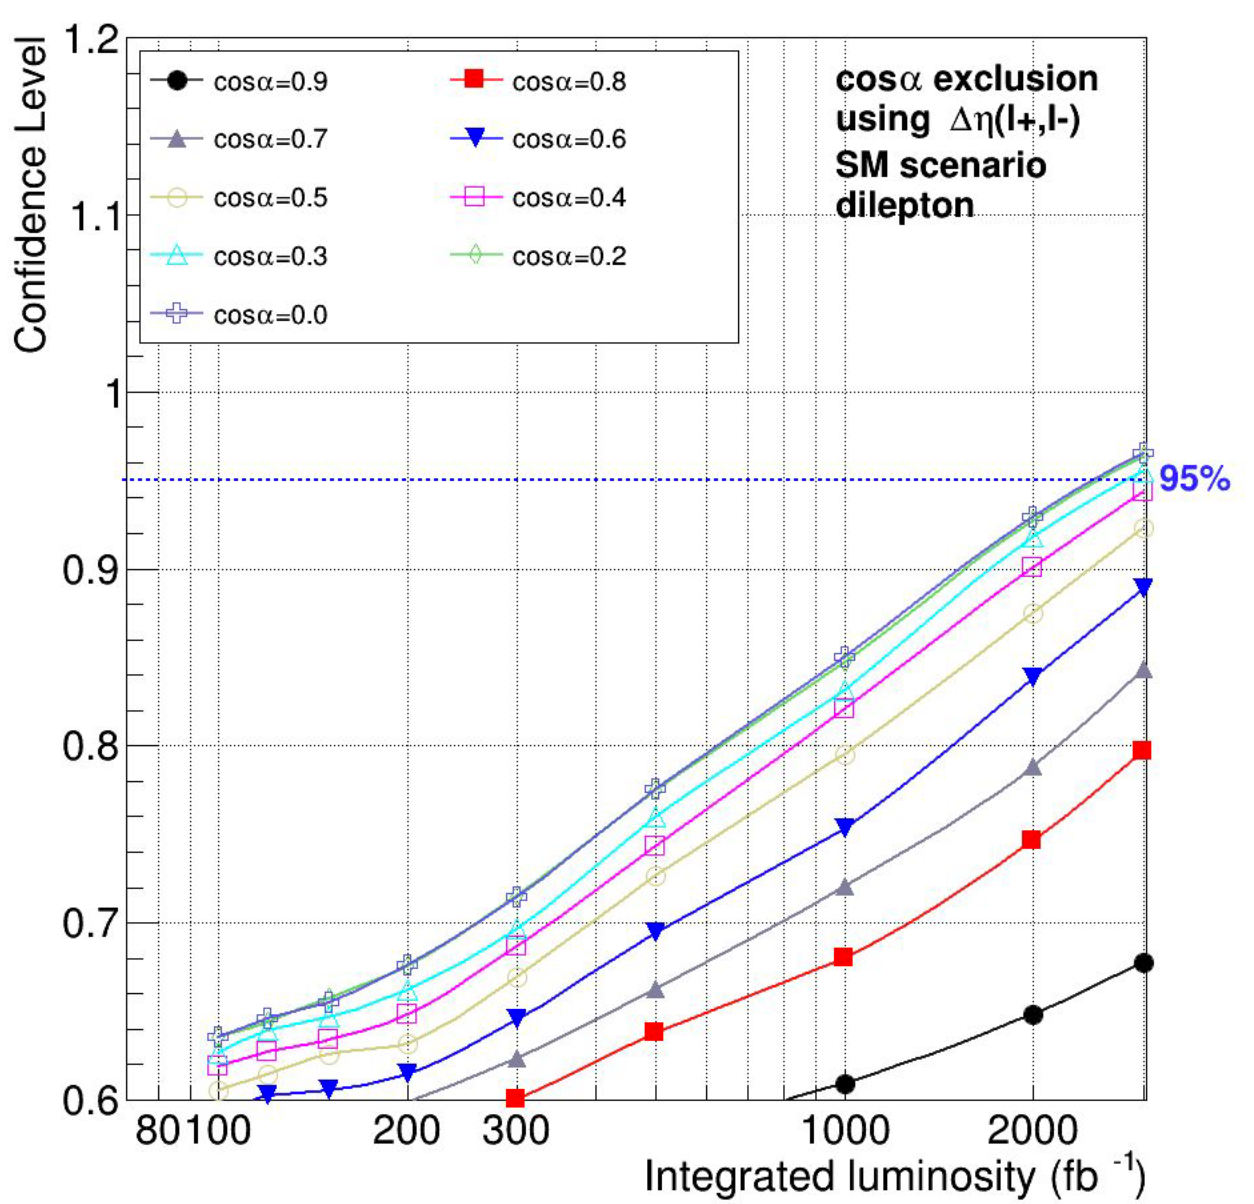 Confidence Level
1.2
1.1
1
0.9
0.8
0.7
0.6
cosα=0.9
cosα=0.8
cosα=0.7
cosα=0.6
cosα=0.5
cosα=0.4
cosα=0.3
cosα=0.2
cosα=0.0
cosα exclusion
using Δη(l+,l-)
SM scenario
dilepton
95%
80 100 200 300 1000 2000
Integrated luminosity (fb⁻¹)